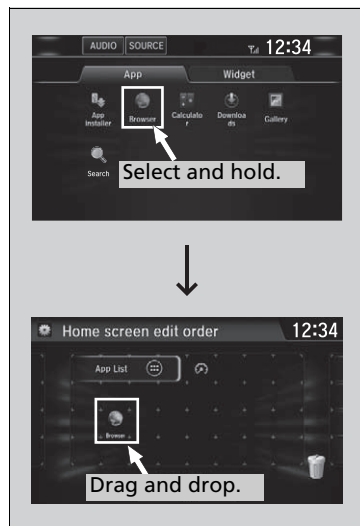 AUDIO SOURCE 12:34
App Widget
App Installer Browser Calculato r Downloa ds Gallery
Search
Select and hold.
Home screen edit order 12:34
App List
Browser
Drag and drop.